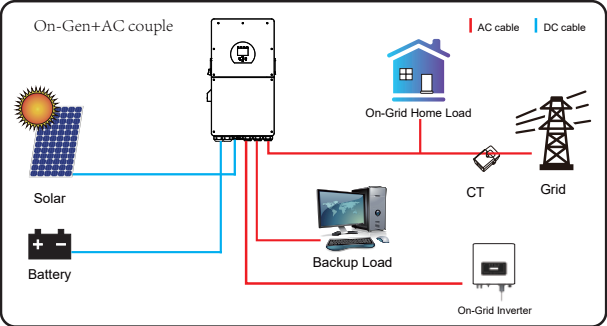 On-Gen+AC couple
AC cable
DC cable
On-Grid Home Load
Solar
CT
Grid
Battery
Backup Load
On-Grid Inverter